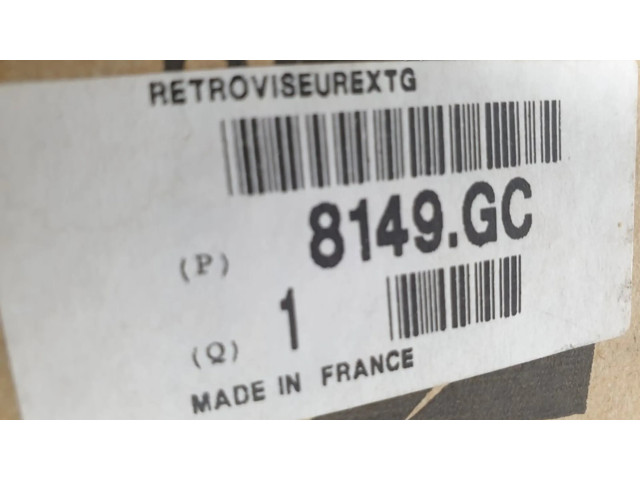 RETROVISEUREXTG
(P) 8149.GC
(Q) 1
MADE IN FRANCE